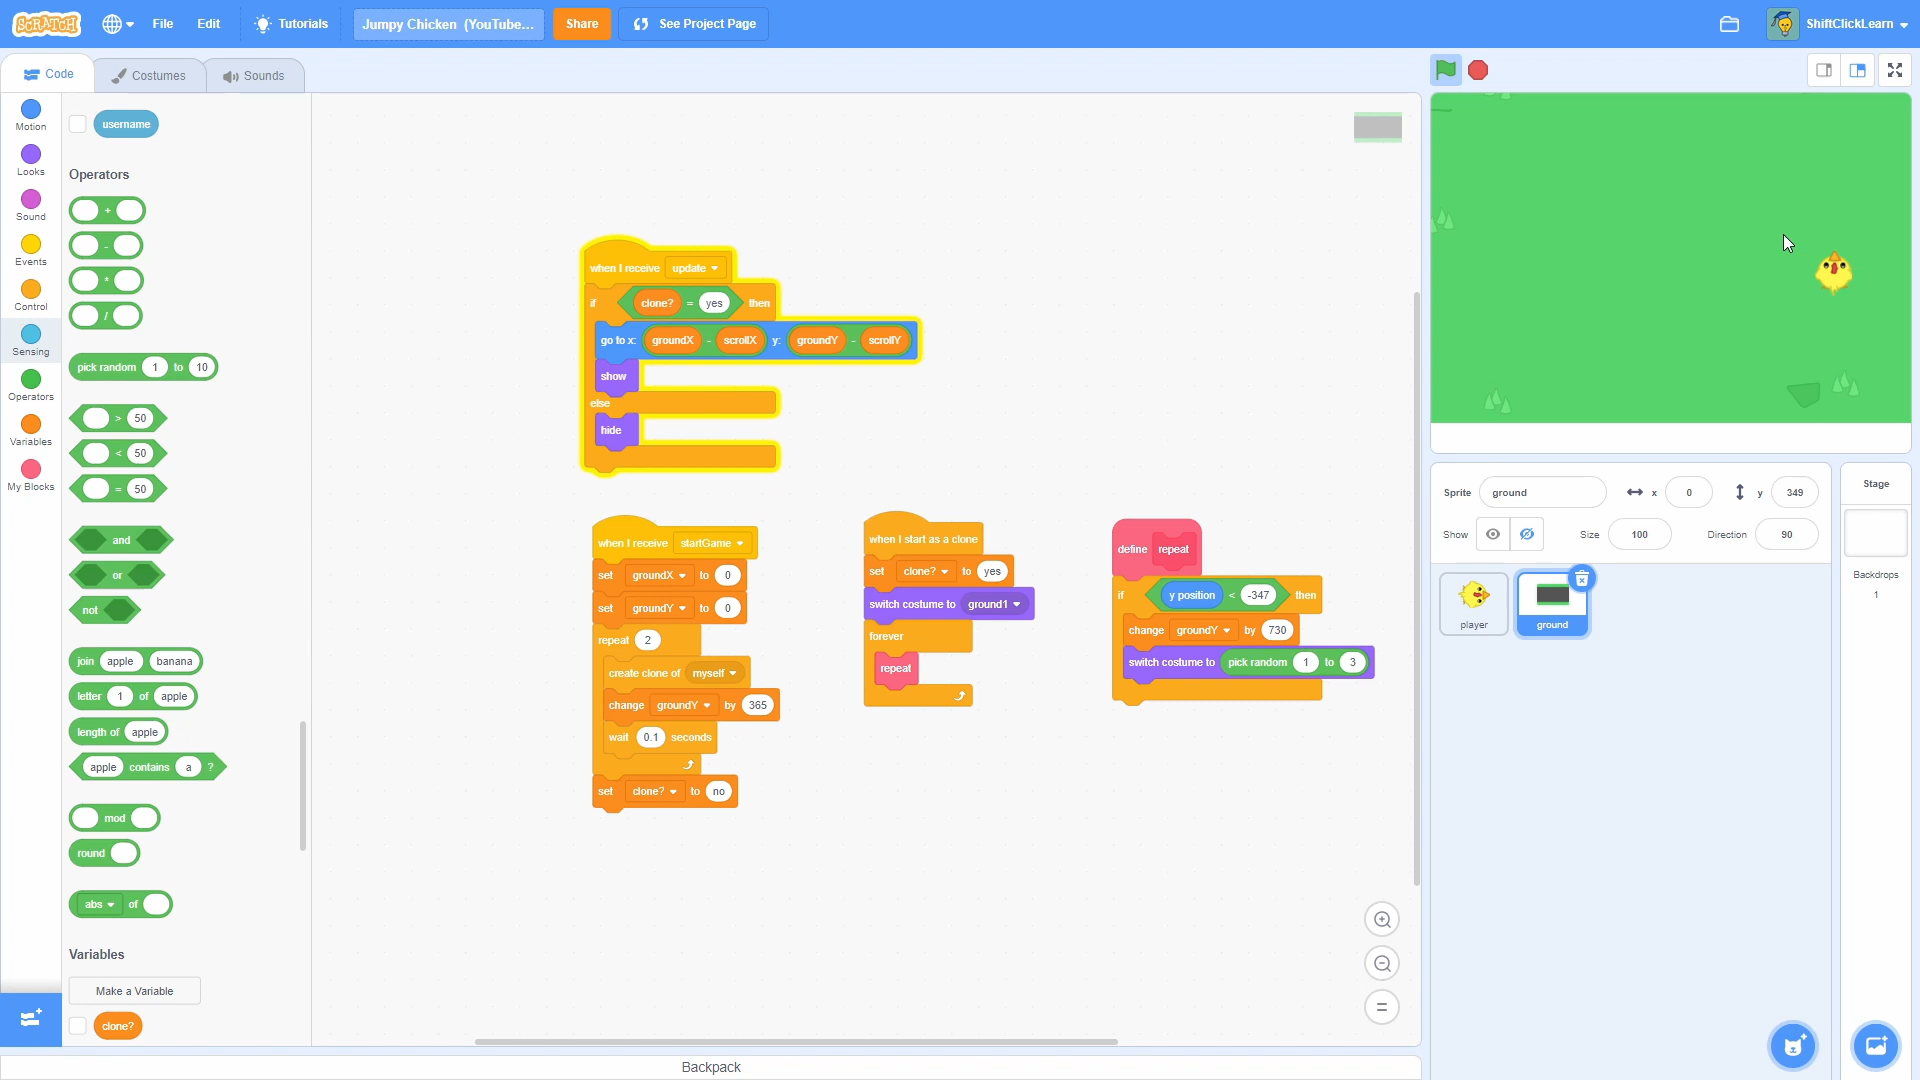 SCRATCH File Edit Tutorials Jumpy Chicken (YouTube... Share See Project Page ShiftClickLearn
Code Costumes Sounds
Motion
Looks
Sound
Events
Control
Sensing
Operators
Variables
My Blocks
username
Operators
+
-
*
/
pick random 1 to 10
> 50
< 50
= 50
and
or
not
join apple banana
letter 1 of apple
length of apple
apple contains a ?
mod
round
abs of
Variables
Make a Variable
clone?
when I receive update
if clone? = yes then
go to x: groundX - scrollX y: groundY - scrollY
show
else
hide
when I receive startGame
set groundX to 0
set groundY to 0
repeat 2
create clone of myself
change groundY by 365
wait 0.1 seconds
set clone? to no
when I start as a clone
set clone? to yes
switch costume to ground1
forever
repeat
define repeat
if y position < -347 then
change groundY by 730
switch costume to pick random 1 to 3
Backpack
Sprite ground x 0 y 349
Show Size 100 Direction 90
player
ground
Stage
Backdrops
1